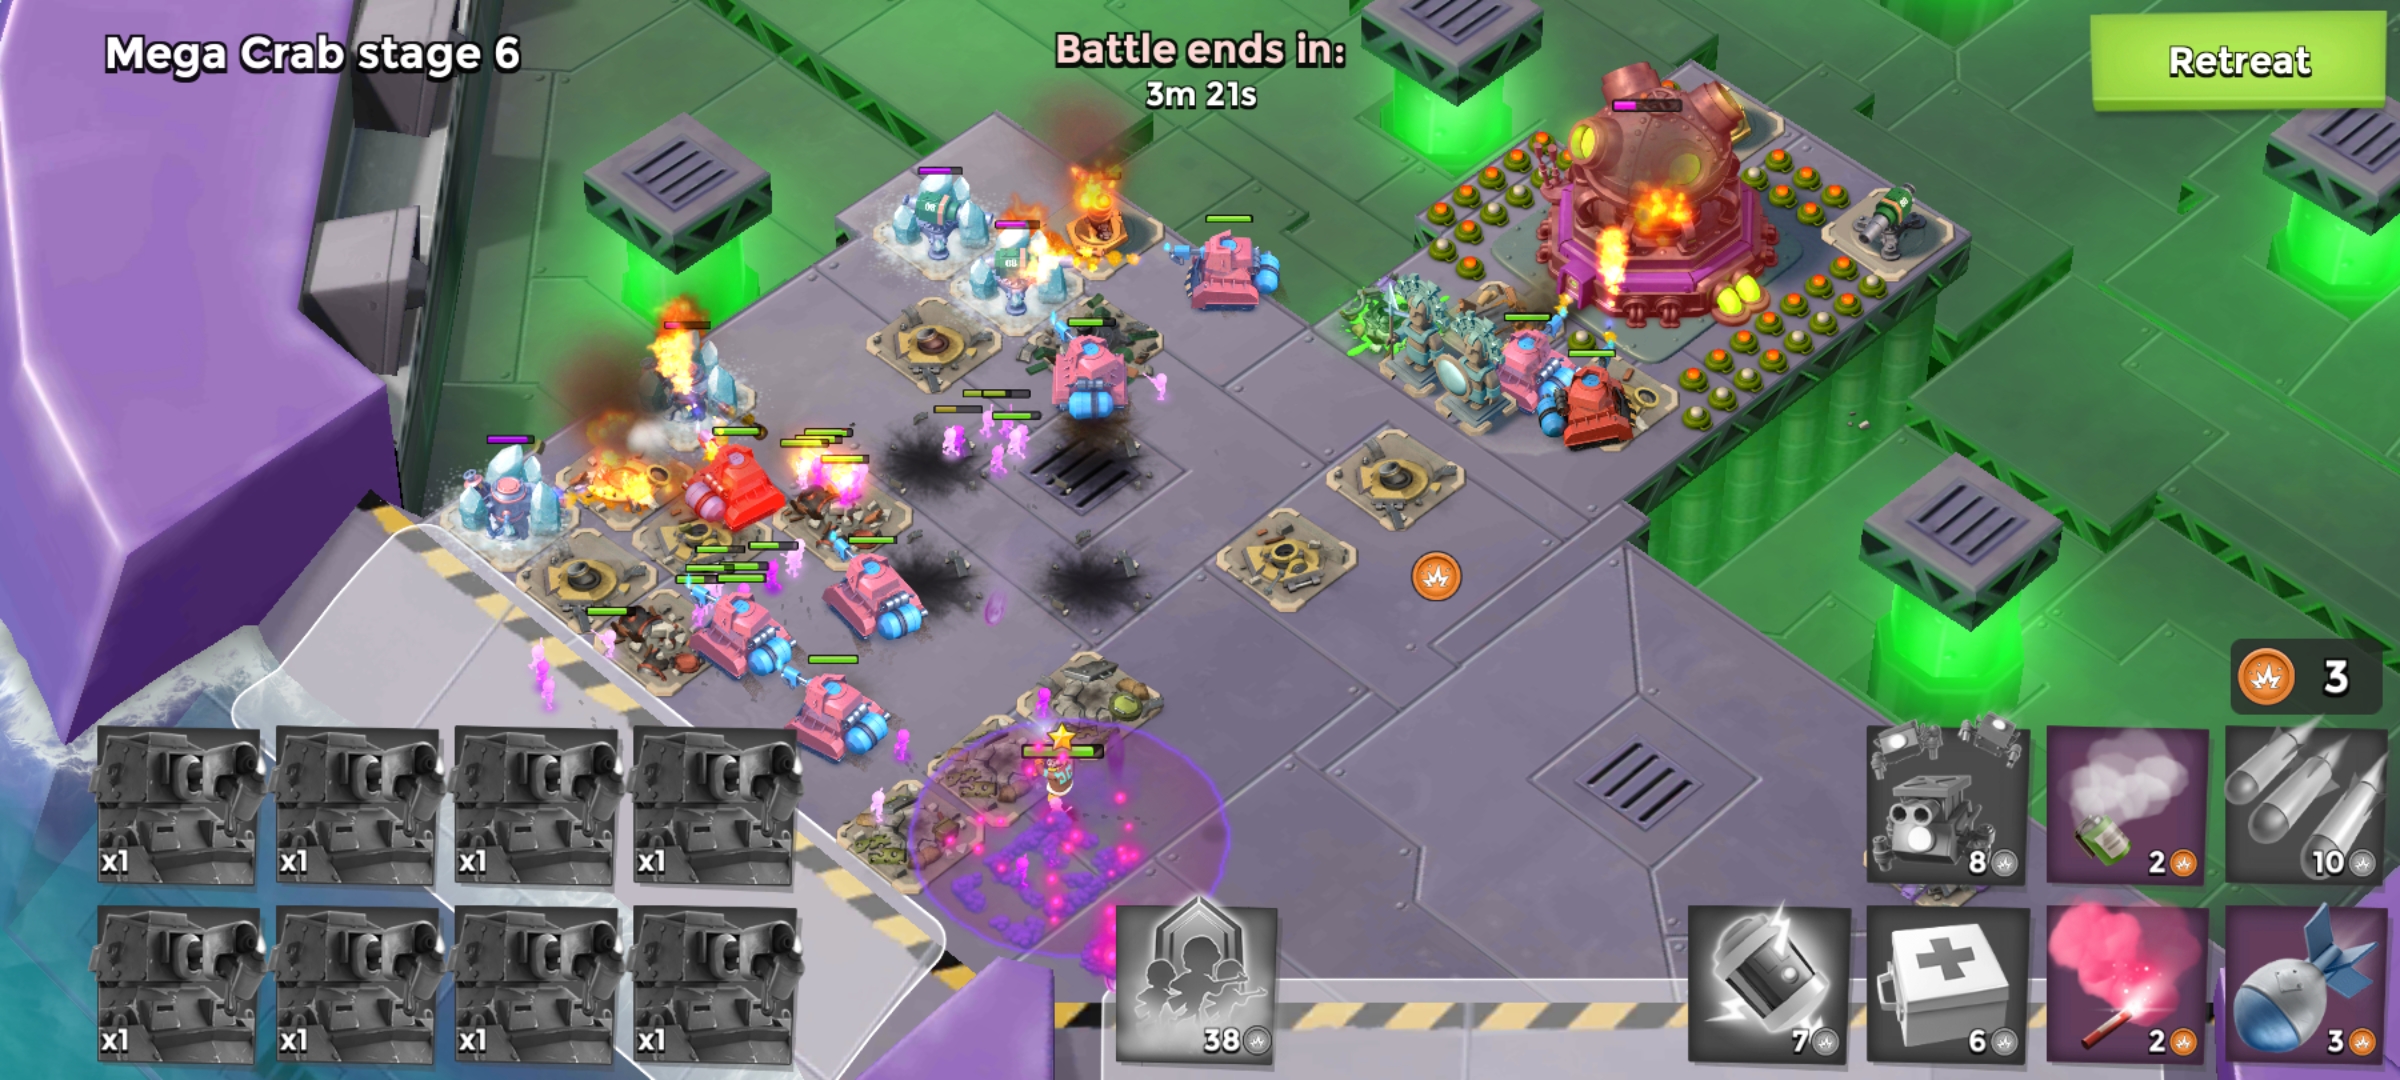 Mega Crab stage 6
Battle ends in:
3m 21s
Retreat
3
x1
x1
x1
x1
8
2
10
x1
x1
x1
x1
38
7
6
2
3